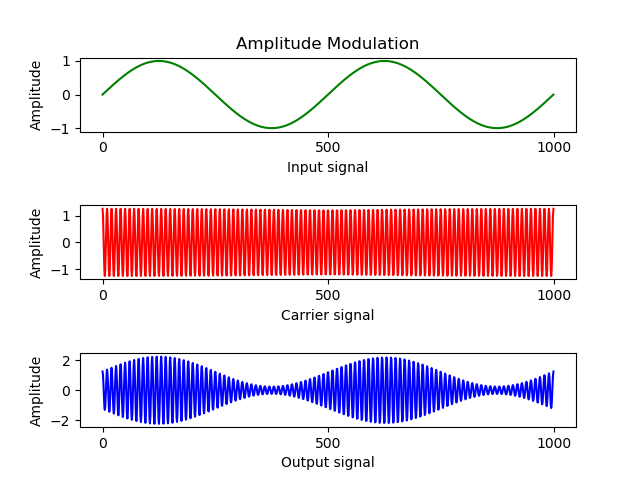 Amplitude Modulation
Amplitude
1
0
−1
0 500 1000
Input signal
Amplitude
1
0
−1
0 500 1000
Carrier signal
Amplitude
2
0
−2
0 500 1000
Output signal